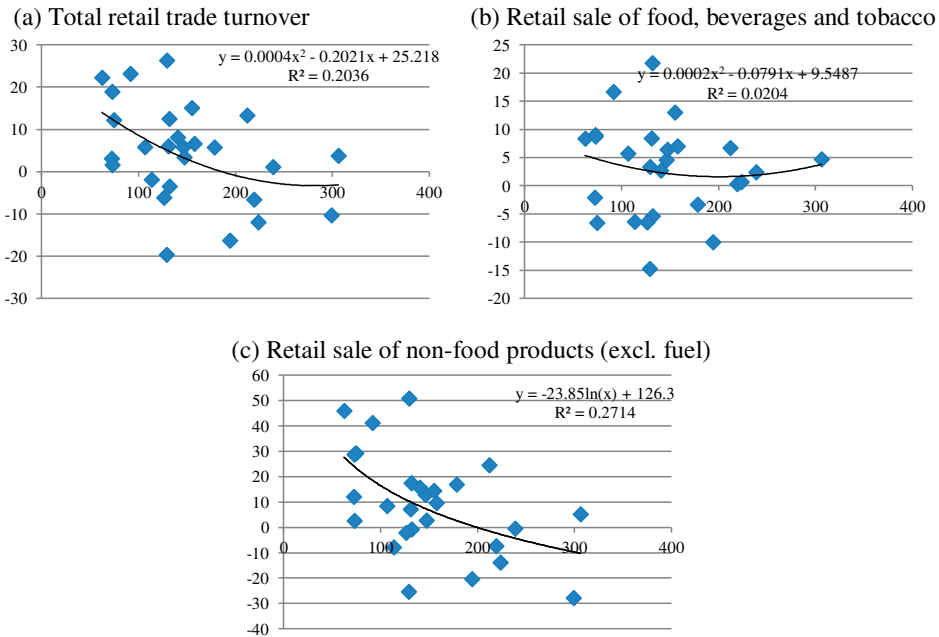 (a) Total retail trade turnover
30
y = 0.0004x² - 0.2021x + 25.218
R² = 0.2036
20
10
0
0 100 200 300 400
-10
-20
-30
(b) Retail sale of food, beverages and tobacco
25
20
y = 0.0002x² - 0.0791x + 9.5487
R² = 0.0204
15
10
5
0
0 100 200 300 400
-5
-10
-15
-20
(c) Retail sale of non-food products (excl. fuel)
60
y = -23.85ln(x) + 126.3
R² = 0.2714
50
40
30
20
10
0
0 100 200 300 400
-10
-20
-30
-40